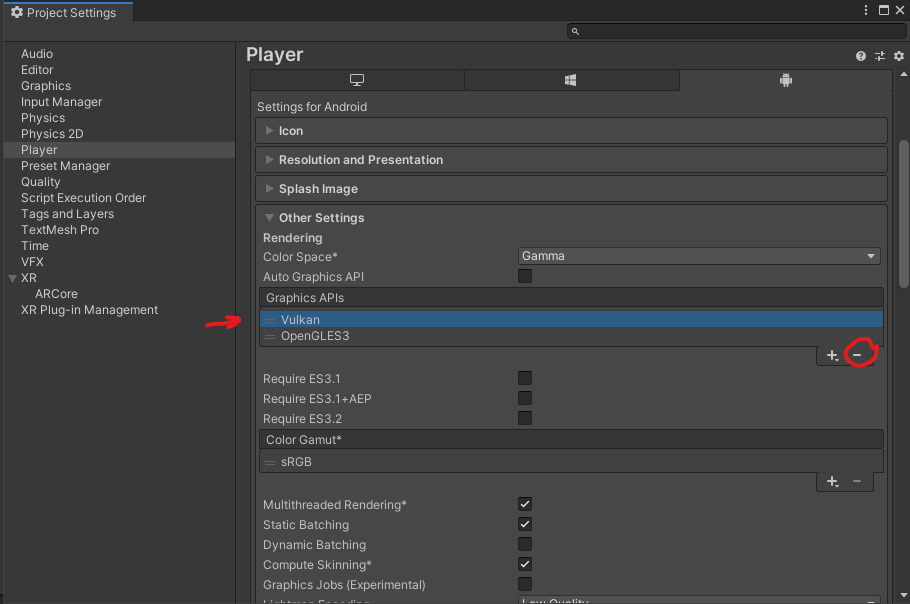 Project Settings
Audio
Editor
Graphics
Input Manager
Physics
Physics 2D
Player
Preset Manager
Quality
Script Execution Order
Tags and Layers
TextMesh Pro
Time
VFX
XR
ARCore
XR Plug-in Management
Player
Settings for Android
Icon
Resolution and Presentation
Splash Image
Other Settings
Rendering
Color Space* Gamma
Auto Graphics API
Graphics APIs
Vulkan
OpenGLES3
Require ES3.1
Require ES3.1+AEP
Require ES3.2
Color Gamut*
sRGB
Multithreaded Rendering*
Static Batching
Dynamic Batching
Compute Skinning*
Graphics Jobs (Experimental)
Lightmap Encoding Low Quality